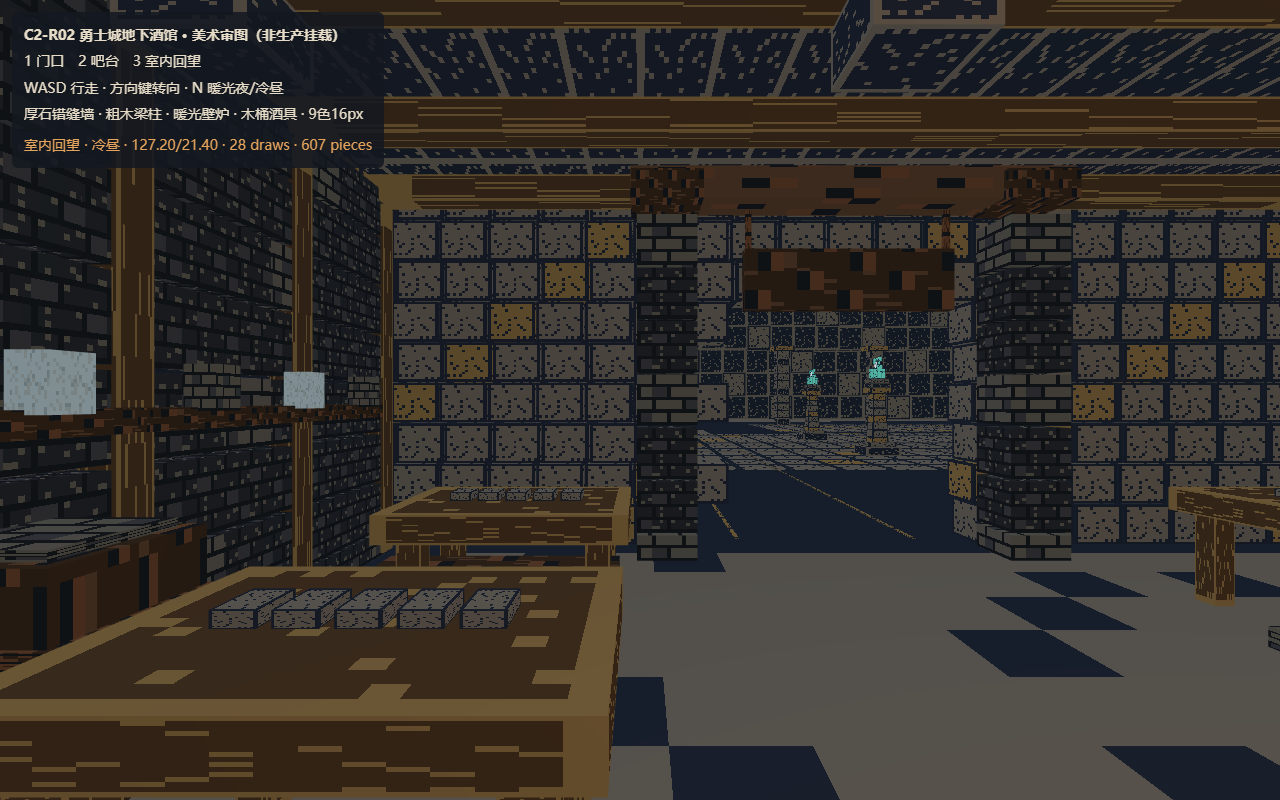 C2-R02 勇士城地下酒馆 • 美术审图（非生产挂载）
1 门口 2 吧台 3 室内回望
WASD 行走 · 方向键转向 · N 暖光夜/冷昼
厚石错缝墙 · 粗木梁柱 · 暖光壁炉 · 木桶酒具 · 9色16px
室内回望 · 冷昼 · 127.20/21.40 · 28 draws · 607 pieces